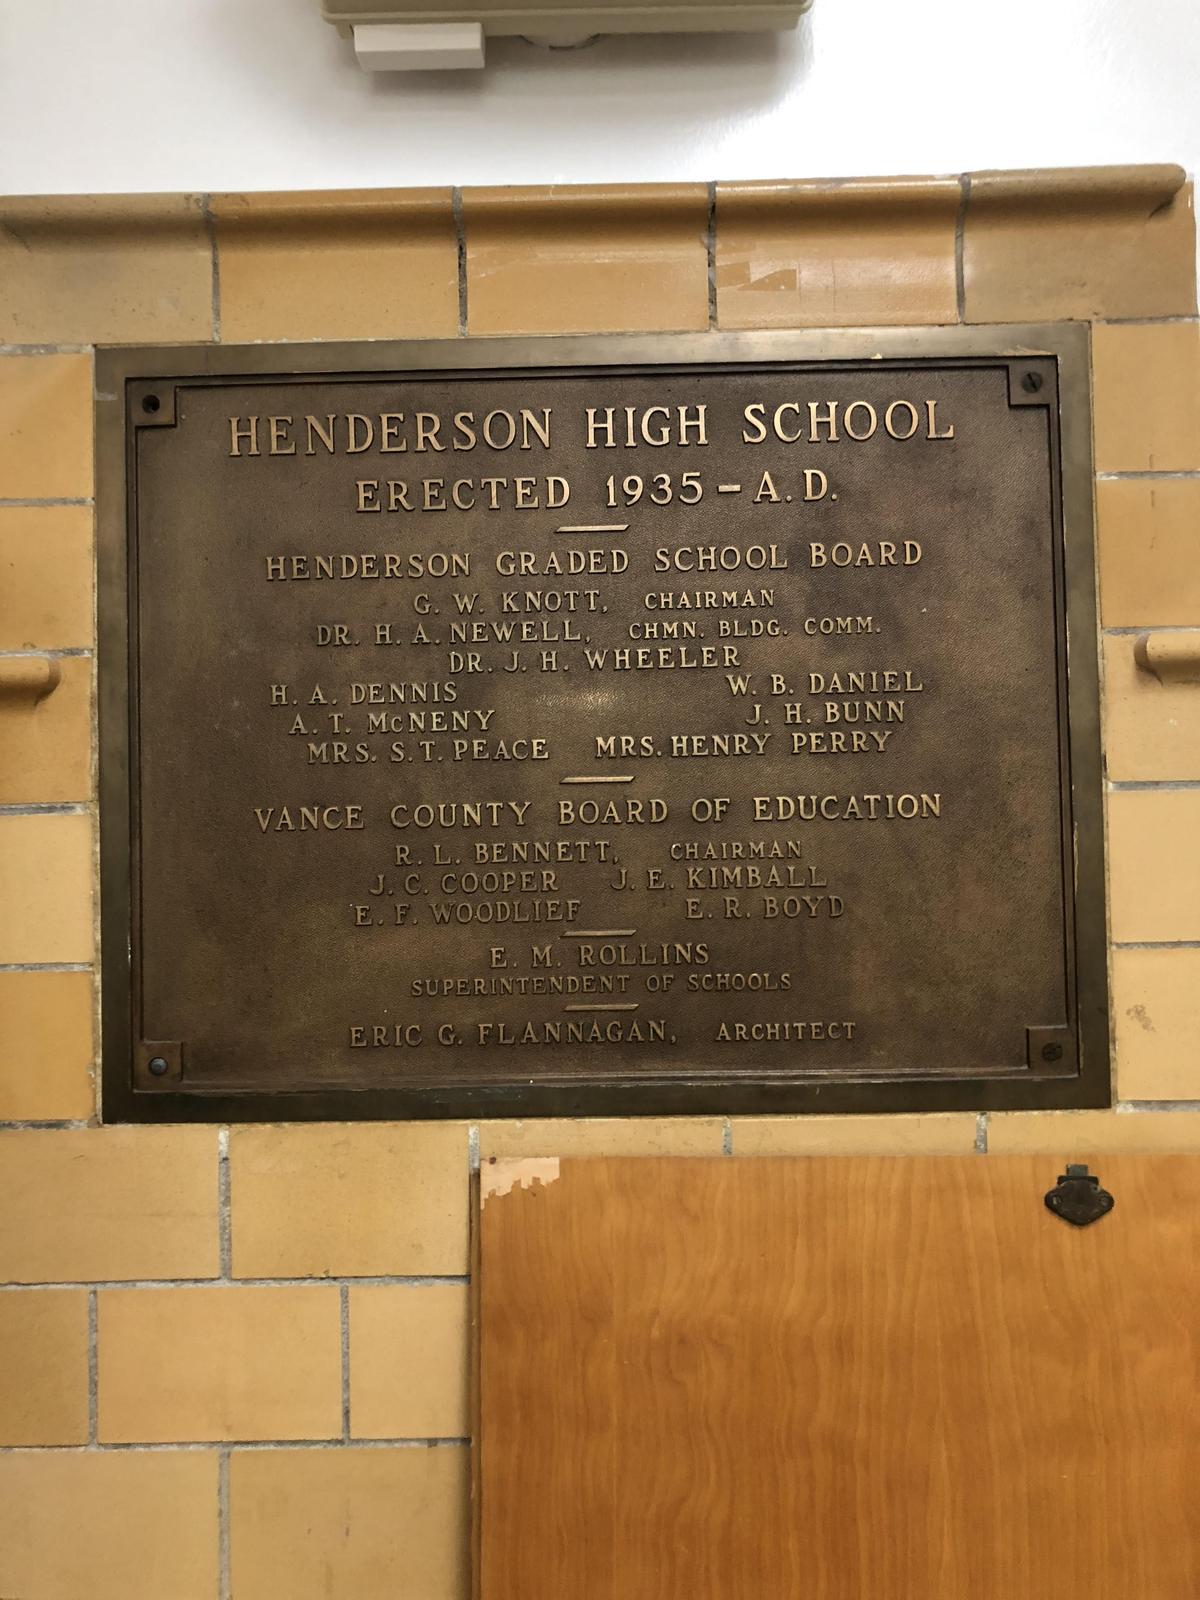 HENDERSON HIGH SCHOOL
ERECTED 1935-A.D.
HENDERSON GRADED SCHOOL BOARD
G. W. KNOTT, CHAIRMAN
DR. H. A. NEWELL, CHMN. BLDG. COMM.
DR. J. H. WHEELER
H. A. DENNIS W. B. DANIEL
A. T. McNENY J. H. BUNN
MRS. S. T. PEACE MRS. HENRY PERRY
VANCE COUNTY BOARD OF EDUCATION
R. L. BENNETT, CHAIRMAN
J. C. COOPER J. E. KIMBALL
E. F. WOODLIEF E. R. BOYD
E. M. ROLLINS
SUPERINTENDENT OF SCHOOLS
ERIC G. FLANNAGAN, ARCHITECT